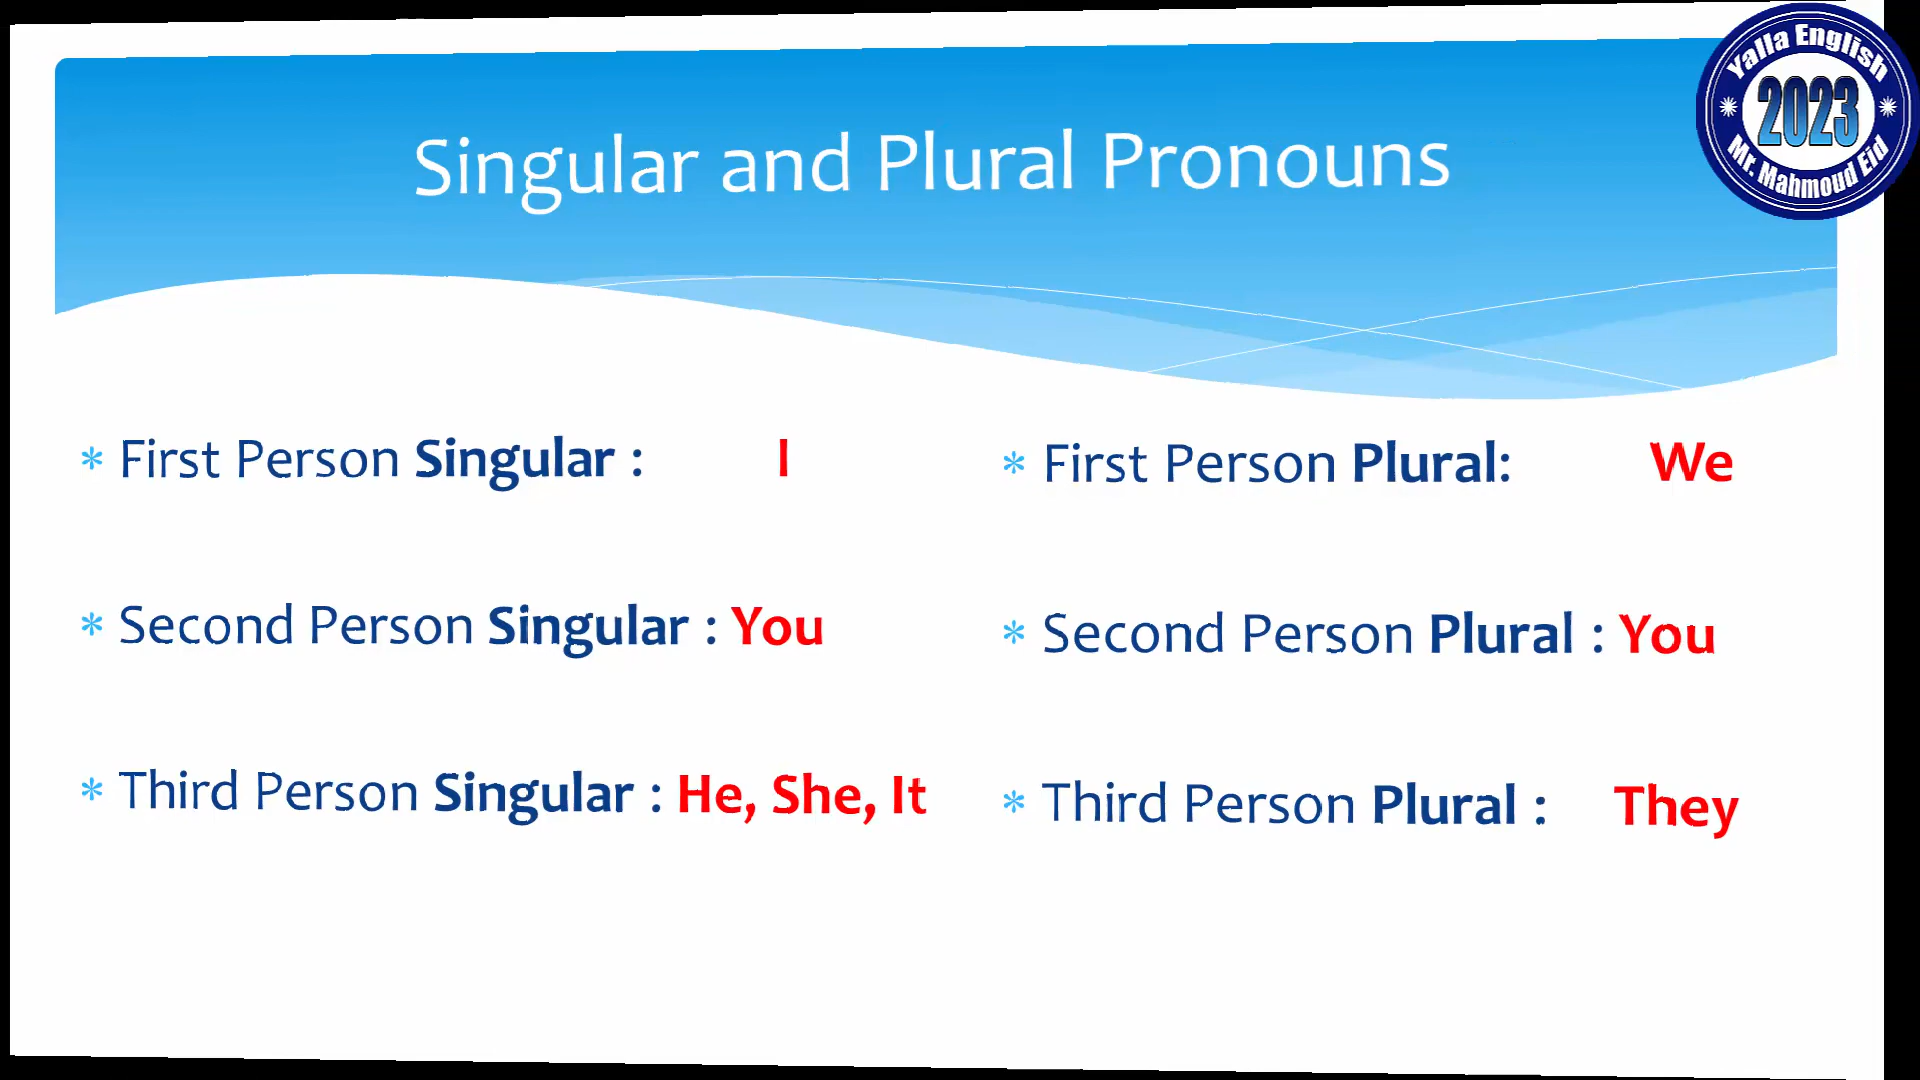 Yalla English
2023
Mr. Mahmoud Eid
Singular and Plural Pronouns
* First Person Singular : I
* Second Person Singular : You
* Third Person Singular : He, She, It
* First Person Plural: We
* Second Person Plural : You
* Third Person Plural : They